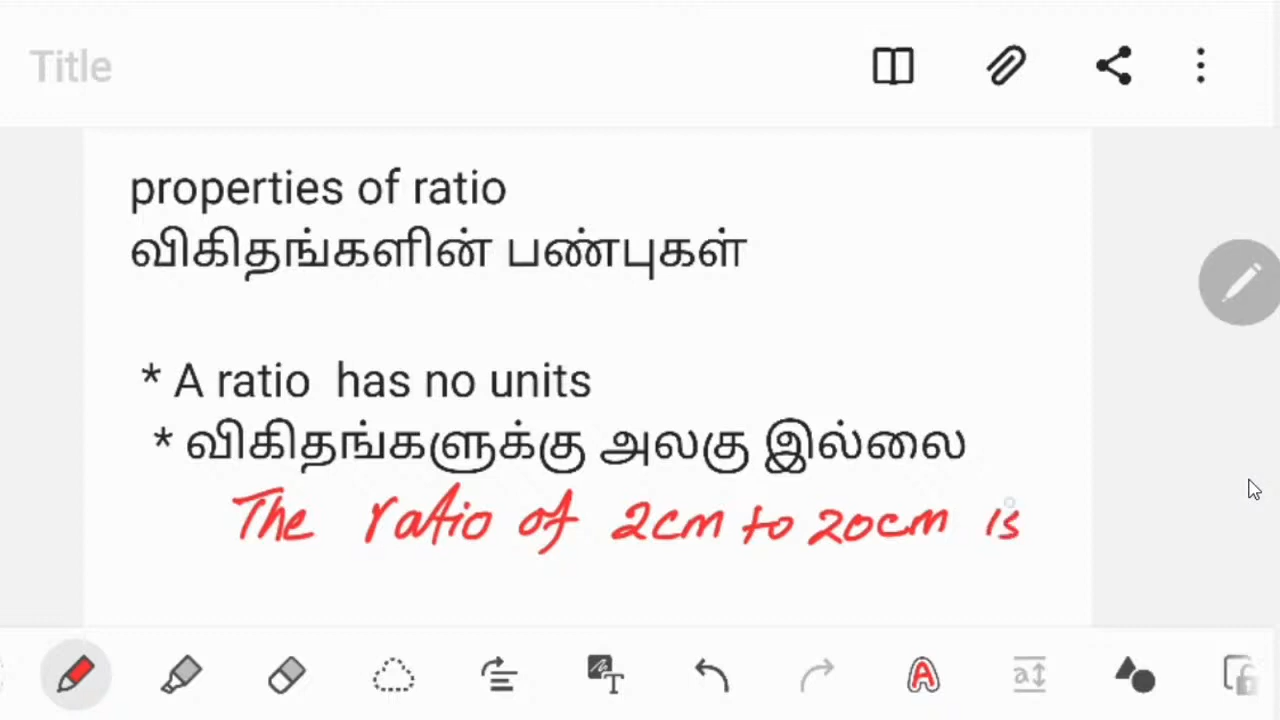 Title
properties of ratio
விகிதங்களின் பண்புகள்
* A ratio has no units
* விகிதங்களுக்கு அலகு இல்லை
The ratio of 2cm to 20cm is